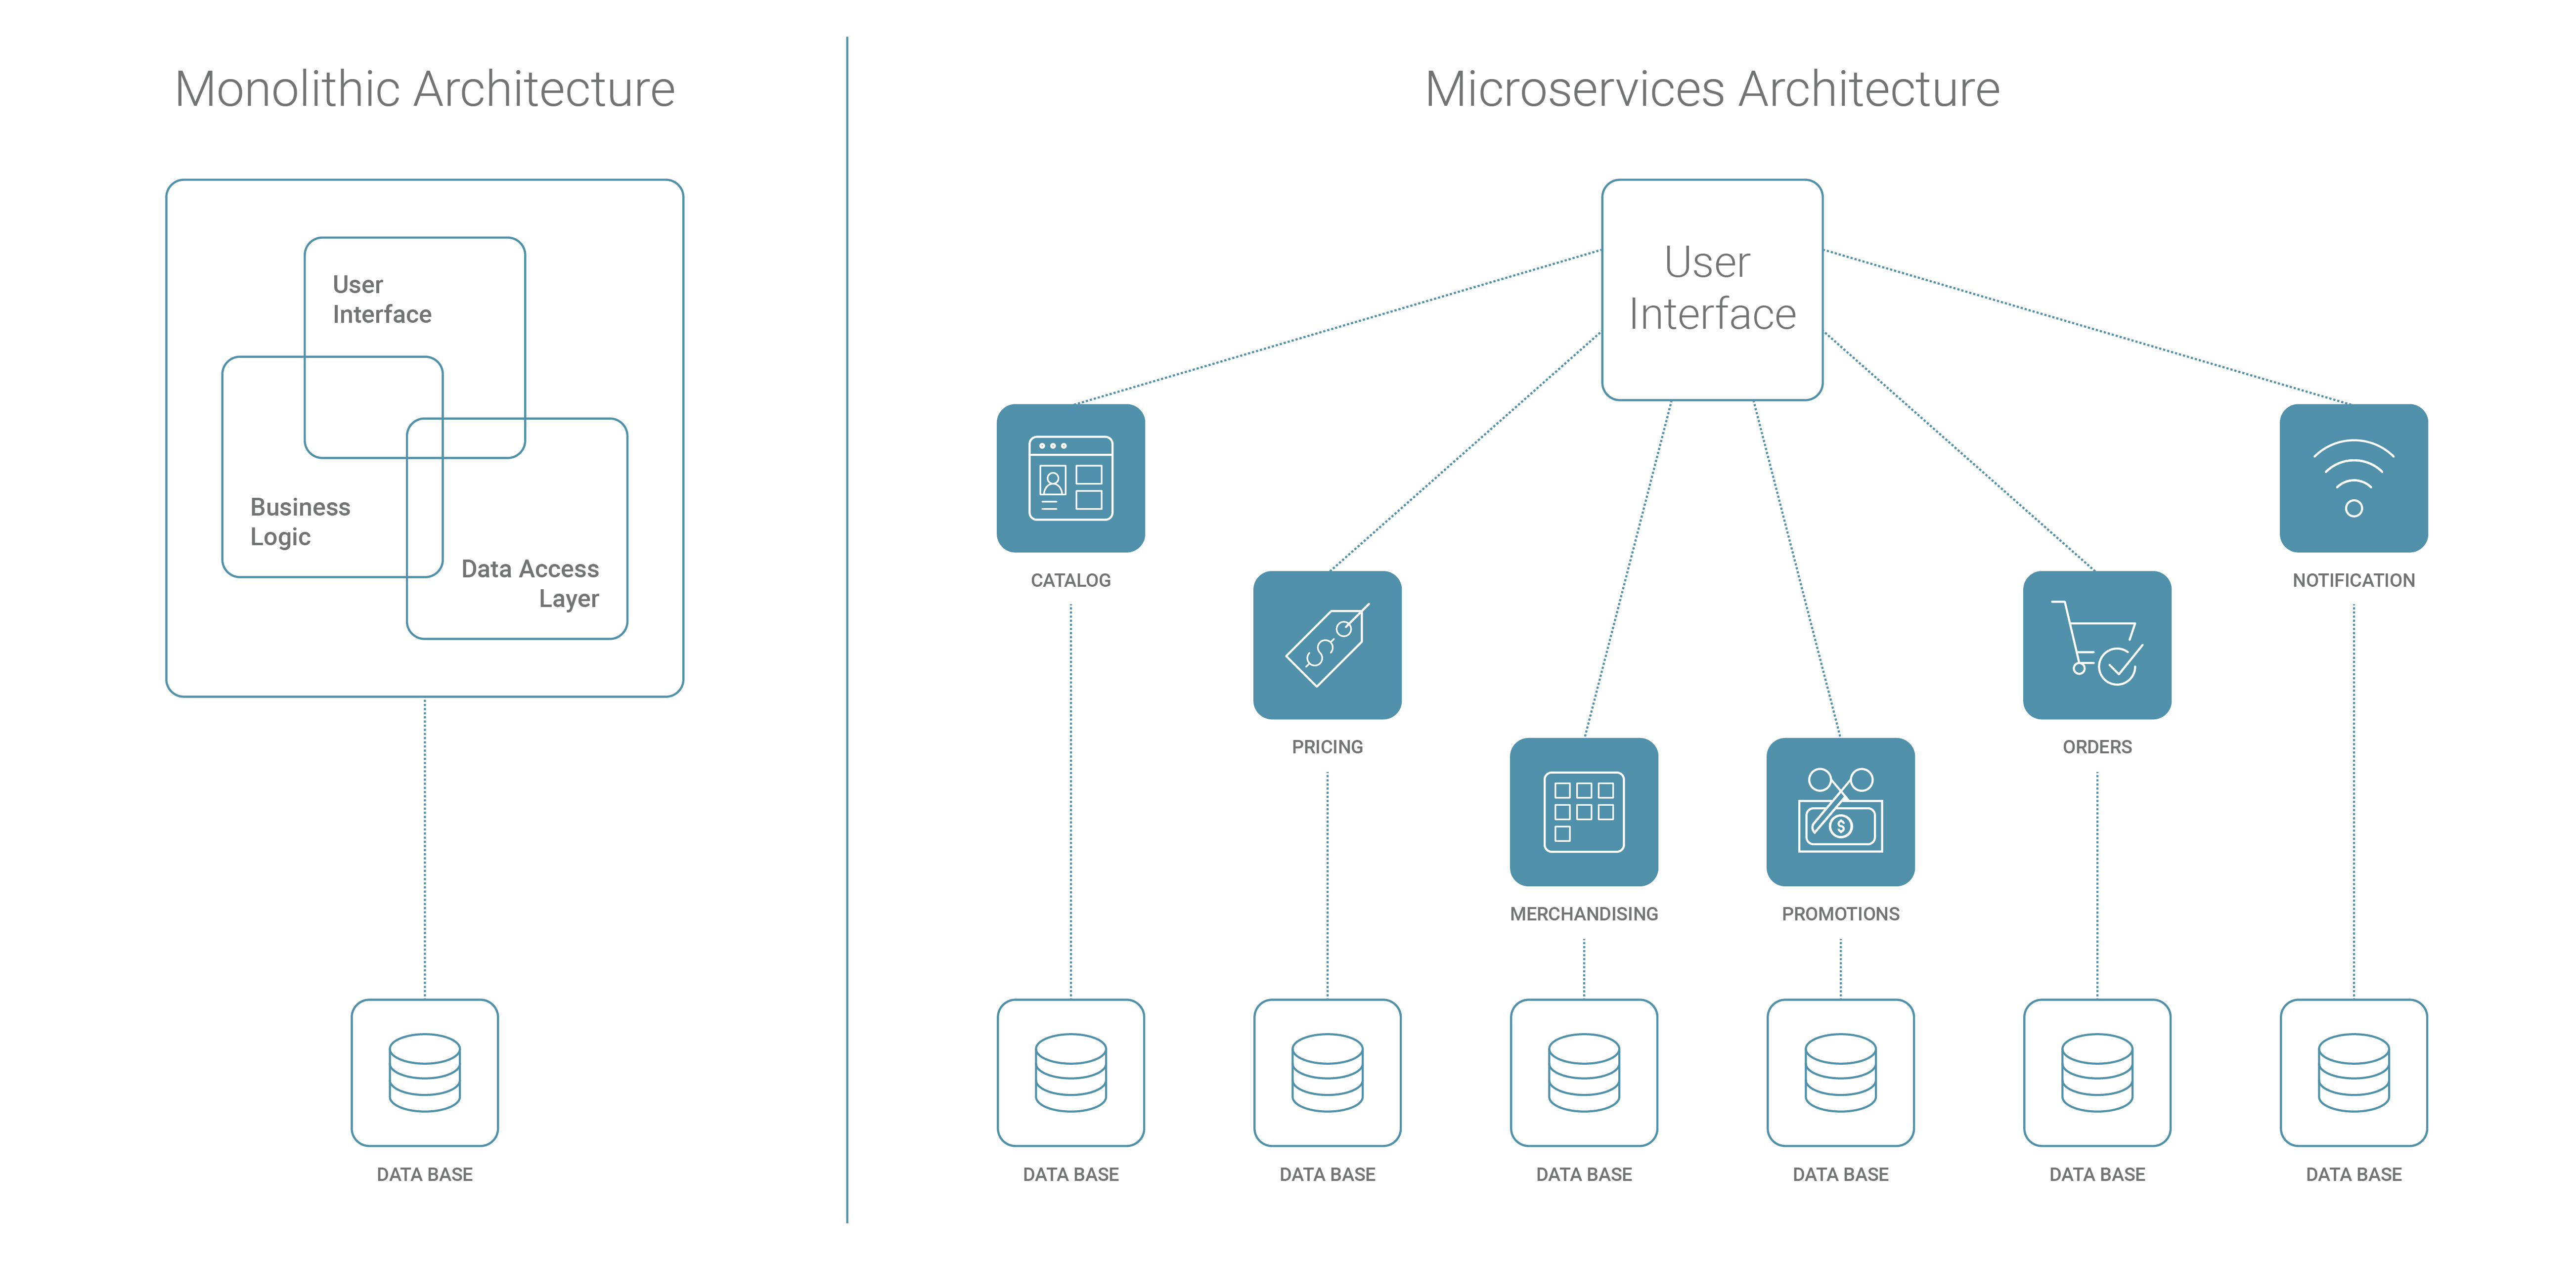 Monolithic Architecture
User
Interface
Business
Logic
Data Access
Layer
DATA BASE
Microservices Architecture
User
Interface
CATALOG
PRICING
MERCHANDISING
PROMOTIONS
ORDERS
NOTIFICATION
DATA BASE
DATA BASE
DATA BASE
DATA BASE
DATA BASE
DATA BASE